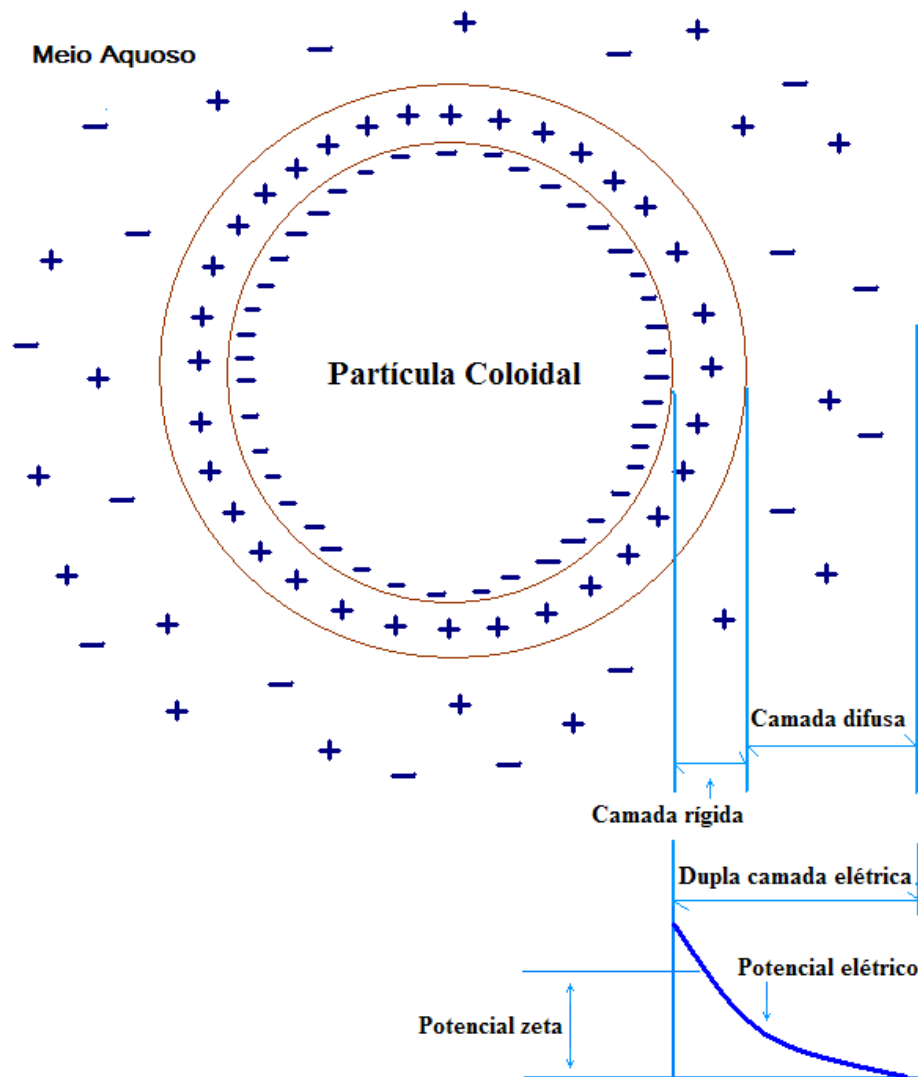 Meio Aquoso
Partícula Coloidal
Camada difusa
Camada rígida
Dupla camada elétrica
Potencial elétrico
Potencial zeta